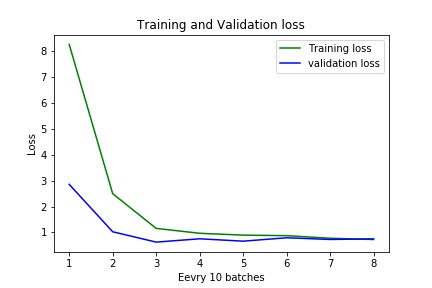 Training and Validation loss
Training loss
validation loss
Loss
8
7
6
5
4
3
2
1
1 2 3 4 5 6 7 8
Eevry 10 batches